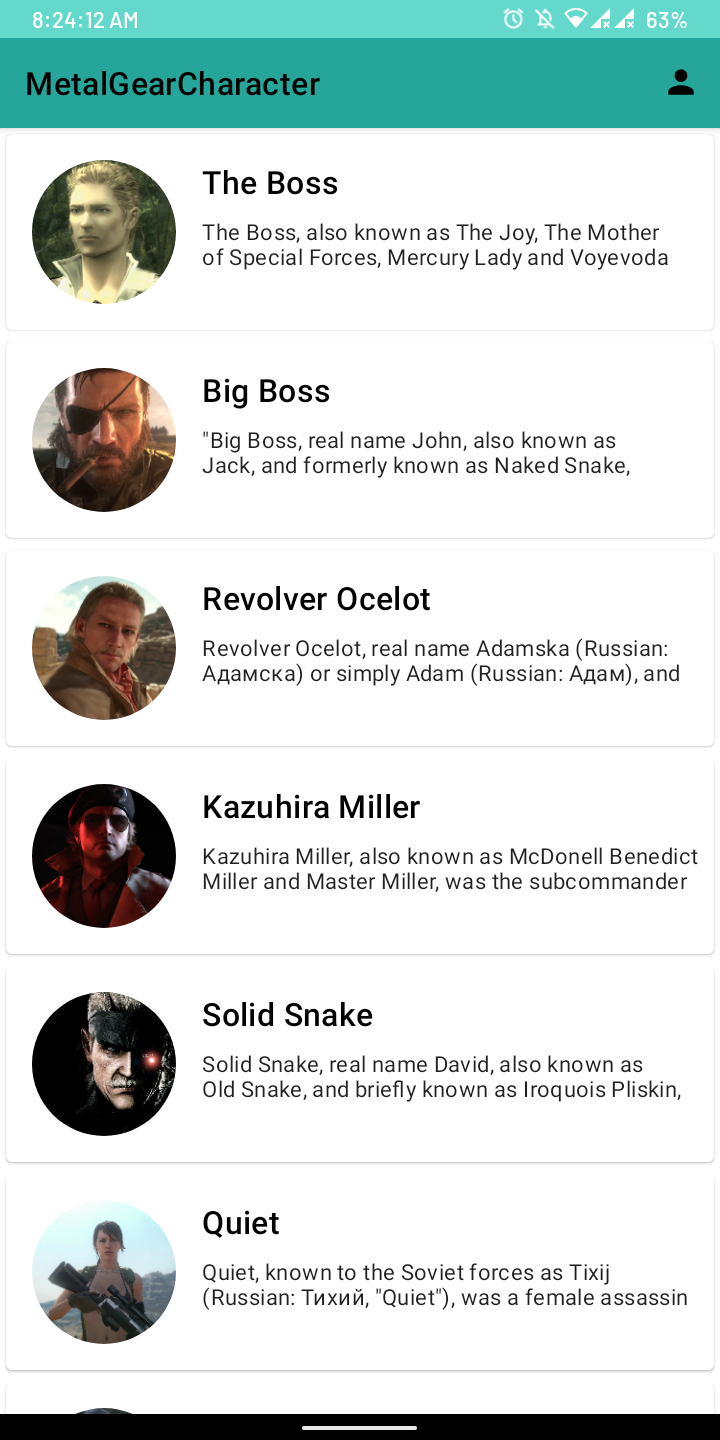 8:24:12 AM
63%
MetalGearCharacter
The Boss
The Boss, also known as The Joy, The Mother
of Special Forces, Mercury Lady and Voyevoda
Big Boss
"Big Boss, real name John, also known as
Jack, and formerly known as Naked Snake,
Revolver Ocelot
Revolver Ocelot, real name Adamska (Russian:
Адамска) or simply Adam (Russian: Адам), and
Kazuhira Miller
Kazuhira Miller, also known as McDonell Benedict
Miller and Master Miller, was the subcommander
Solid Snake
Solid Snake, real name David, also known as
Old Snake, and briefly known as Iroquois Pliskin,
Quiet
Quiet, known to the Soviet forces as Tixij
(Russian: Тихий, "Quiet"), was a female assassin